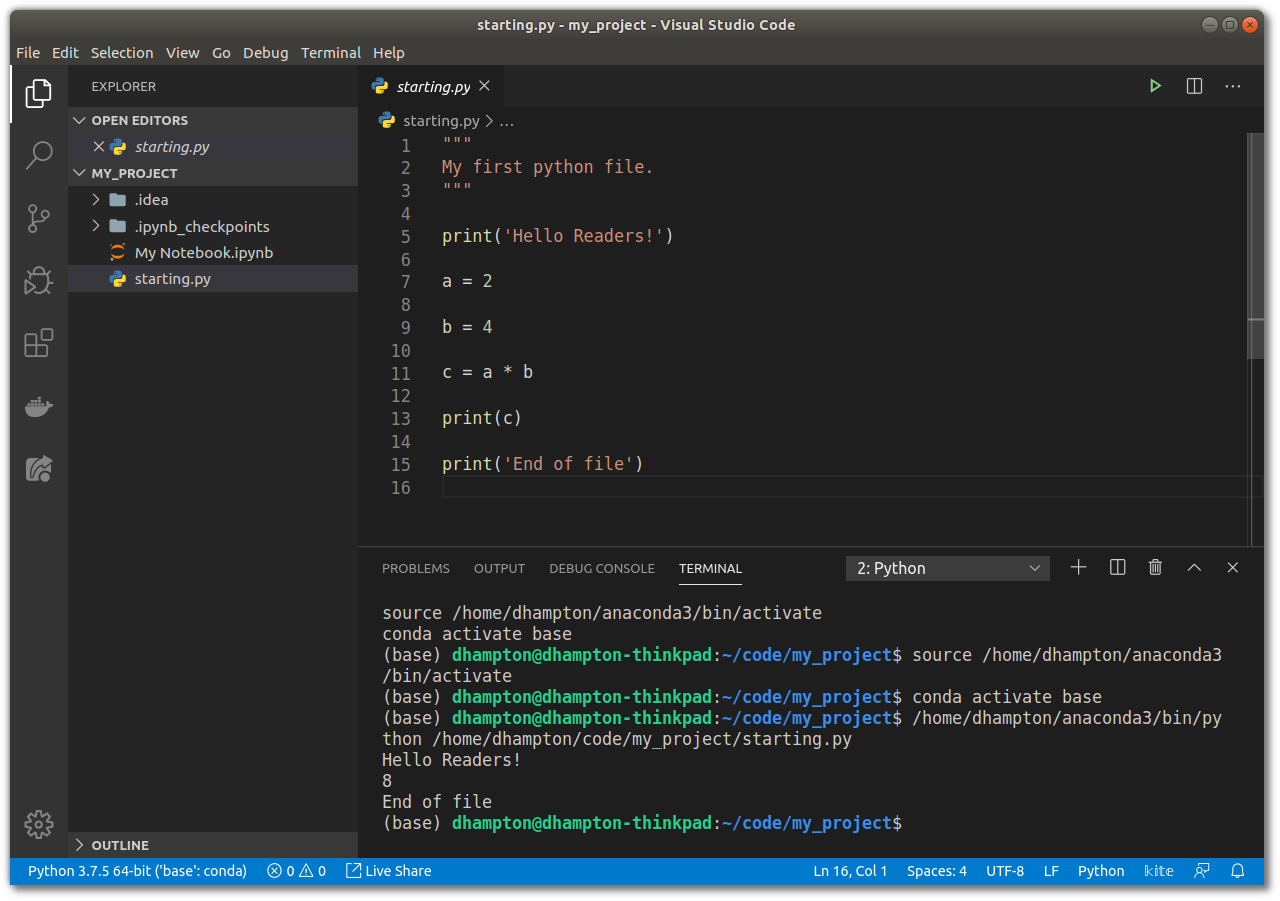 starting.py - my_project - Visual Studio Code
File Edit Selection View Go Debug Terminal Help
EXPLORER
OPEN EDITORS
starting.py
MY_PROJECT
.idea
.ipynb_checkpoints
My Notebook.ipynb
starting.py
OUTLINE
starting.py
starting.py > ...
1 """
2 My first python file.
3 """
4
5 print('Hello Readers!')
6
7 a = 2
8
9 b = 4
10
11 c = a * b
12
13 print(c)
14
15 print('End of file')
16
PROBLEMS OUTPUT DEBUG CONSOLE TERMINAL 2: Python
source /home/dhampton/anaconda3/bin/activate
conda activate base
(base) dhampton@dhampton-thinkpad:~/code/my_project$ source /home/dhampton/anaconda3
/bin/activate
(base) dhampton@dhampton-thinkpad:~/code/my_project$ conda activate base
(base) dhampton@dhampton-thinkpad:~/code/my_project$ /home/dhampton/anaconda3/bin/py
thon /home/dhampton/code/my_project/starting.py
Hello Readers!
8
End of file
(base) dhampton@dhampton-thinkpad:~/code/my_project$
Python 3.7.5 64-bit ('base': conda) 0 0 Live Share Ln 16, Col 1 Spaces: 4 UTF-8 LF Python kite